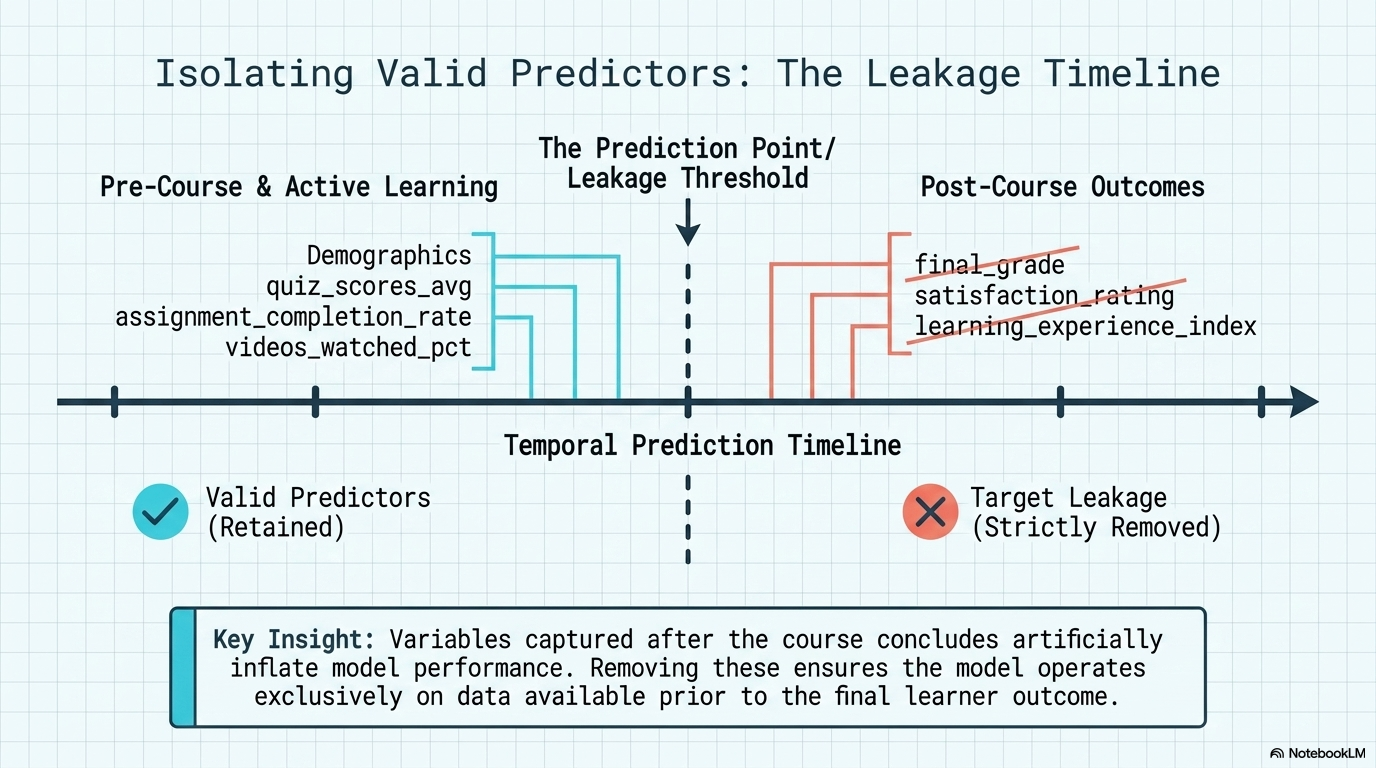 Isolating Valid Predictors: The Leakage Timeline
The Prediction Point/
Leakage Threshold
Pre-Course & Active Learning
Post-Course Outcomes
Demographics
quiz_scores_avg
assignment_completion_rate
videos_watched_pct
final_grade
satisfaction_rating
learning_experience_index
Temporal Prediction Timeline
Valid Predictors
(Retained)
Target Leakage
(Strictly Removed)
Key Insight: Variables captured after the course concludes artificially
inflate model performance. Removing these ensures the model operates
exclusively on data available prior to the final learner outcome.
NotebookLM